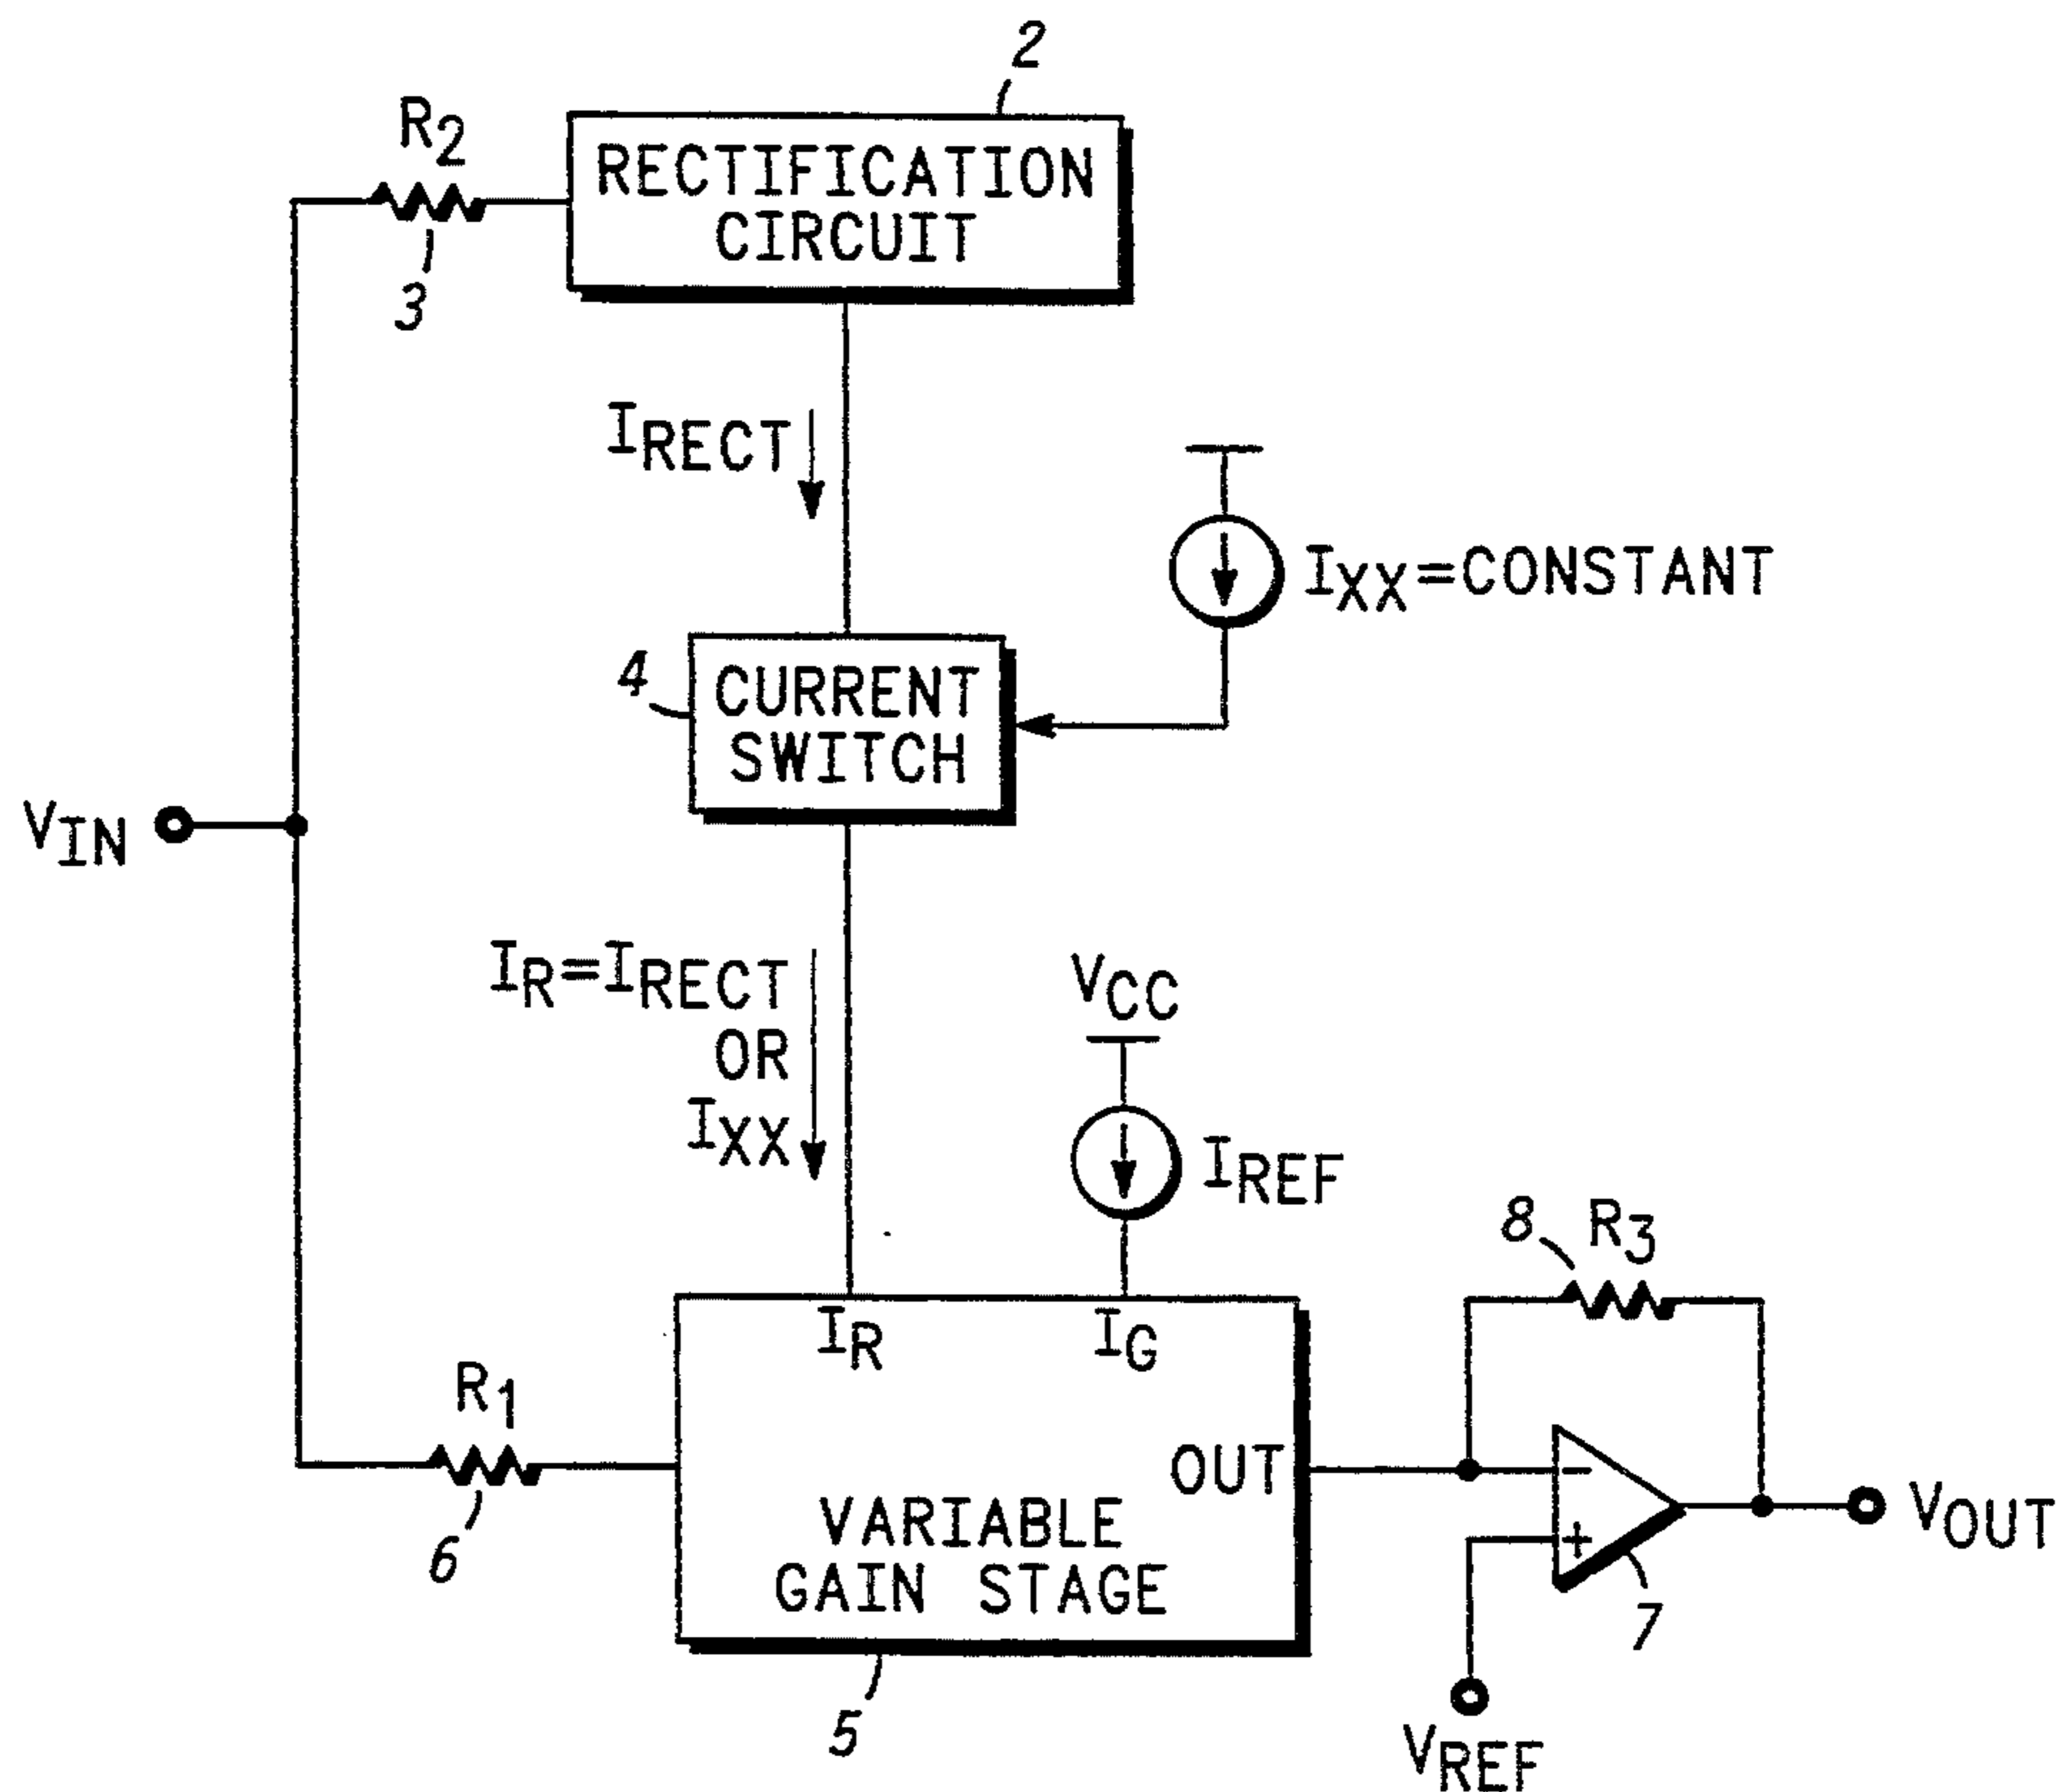 2
R2
RECTIFICATION
CIRCUIT
3
IRECT
IXX=CONSTANT
4
CURRENT
SWITCH
VIN
IR=IRECT
OR
IXX
VCC
IREF
8
R3
IR
IG
R1
OUT
6
VARIABLE
GAIN STAGE
-
+
VOUT
7
5
VREF